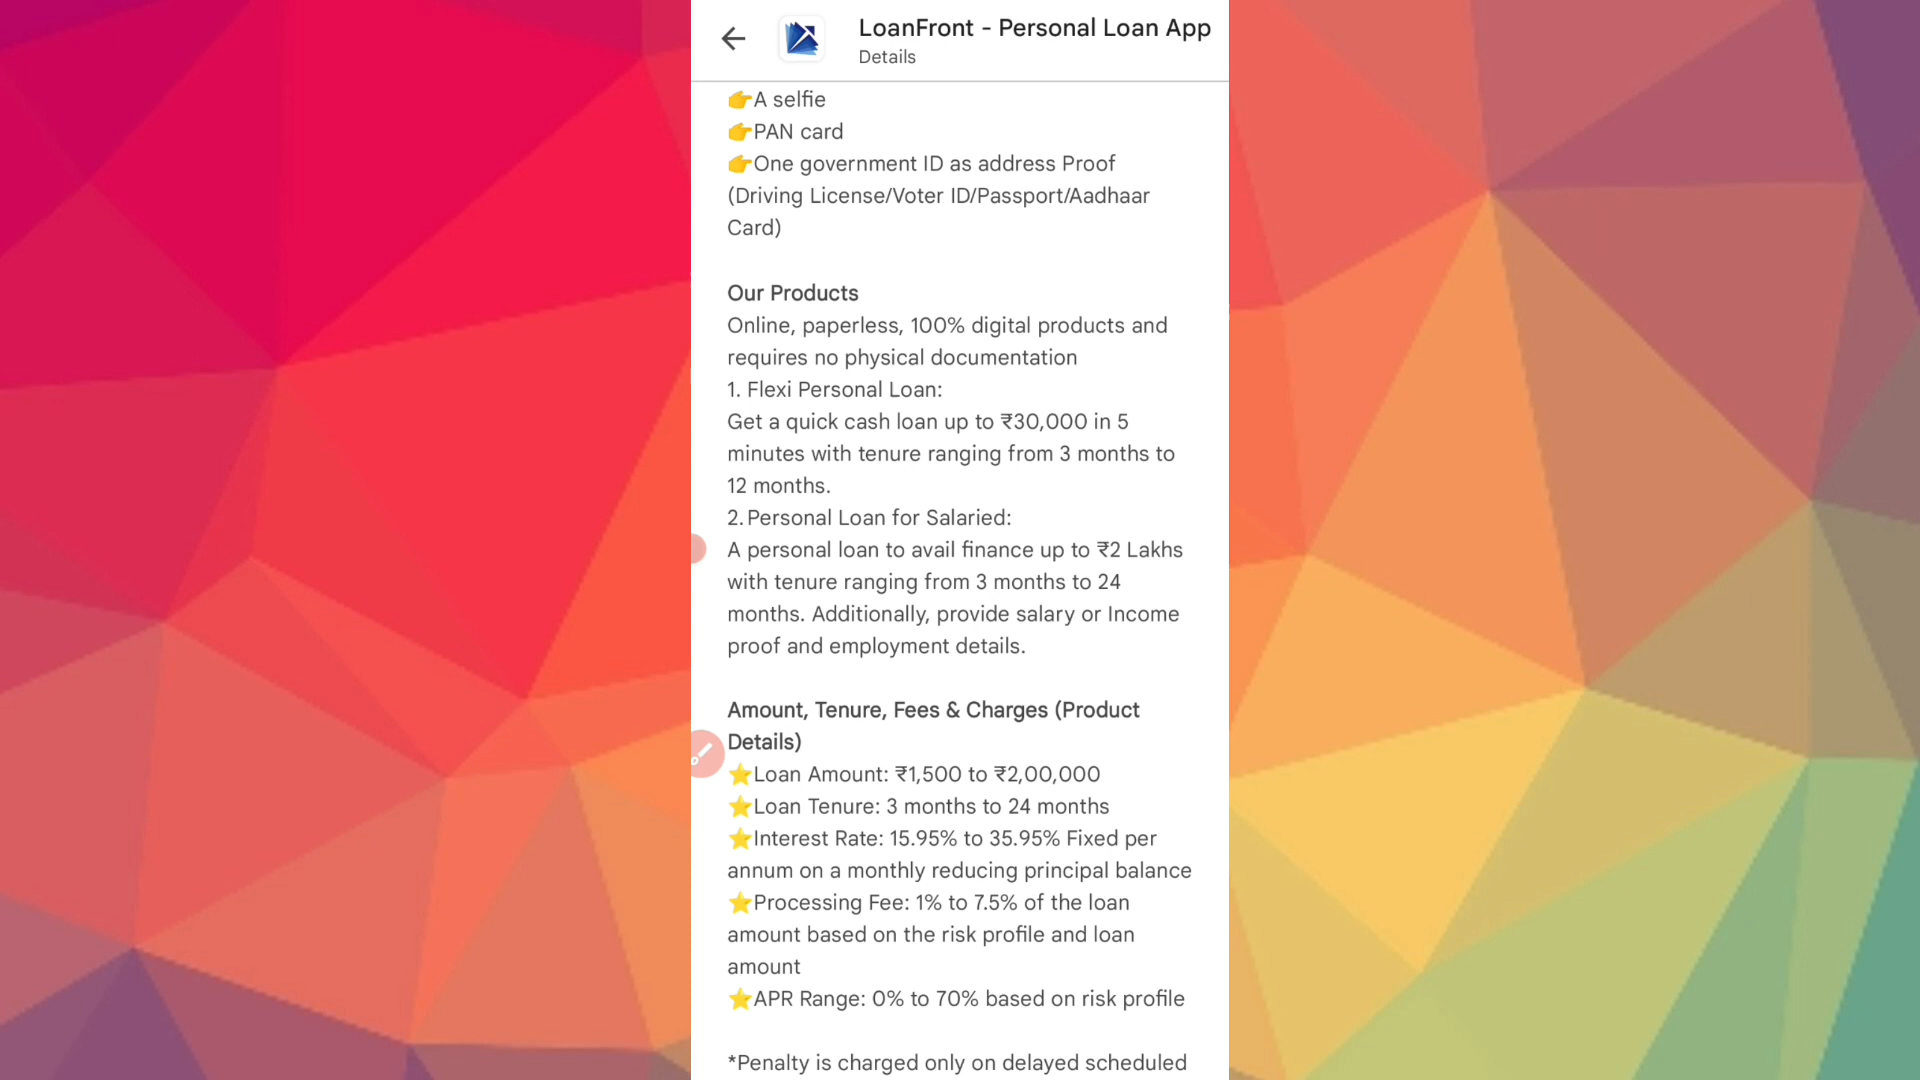 LoanFront - Personal Loan App
Details
👉A selfie
👉PAN card
👉One government ID as address Proof
(Driving License/Voter ID/Passport/Aadhaar
Card)
Our Products
Online, paperless, 100% digital products and
requires no physical documentation
1. Flexi Personal Loan:
Get a quick cash loan up to ₹30,000 in 5
minutes with tenure ranging from 3 months to
12 months.
2. Personal Loan for Salaried:
A personal loan to avail finance up to ₹2 Lakhs
with tenure ranging from 3 months to 24
months. Additionally, provide salary or Income
proof and employment details.
Amount, Tenure, Fees & Charges (Product
Details)
⭐Loan Amount: ₹1,500 to ₹2,00,000
⭐Loan Tenure: 3 months to 24 months
⭐Interest Rate: 15.95% to 35.95% Fixed per
annum on a monthly reducing principal balance
⭐Processing Fee: 1% to 7.5% of the loan
amount based on the risk profile and loan
amount
⭐APR Range: 0% to 70% based on risk profile
*Penalty is charged only on delayed scheduled